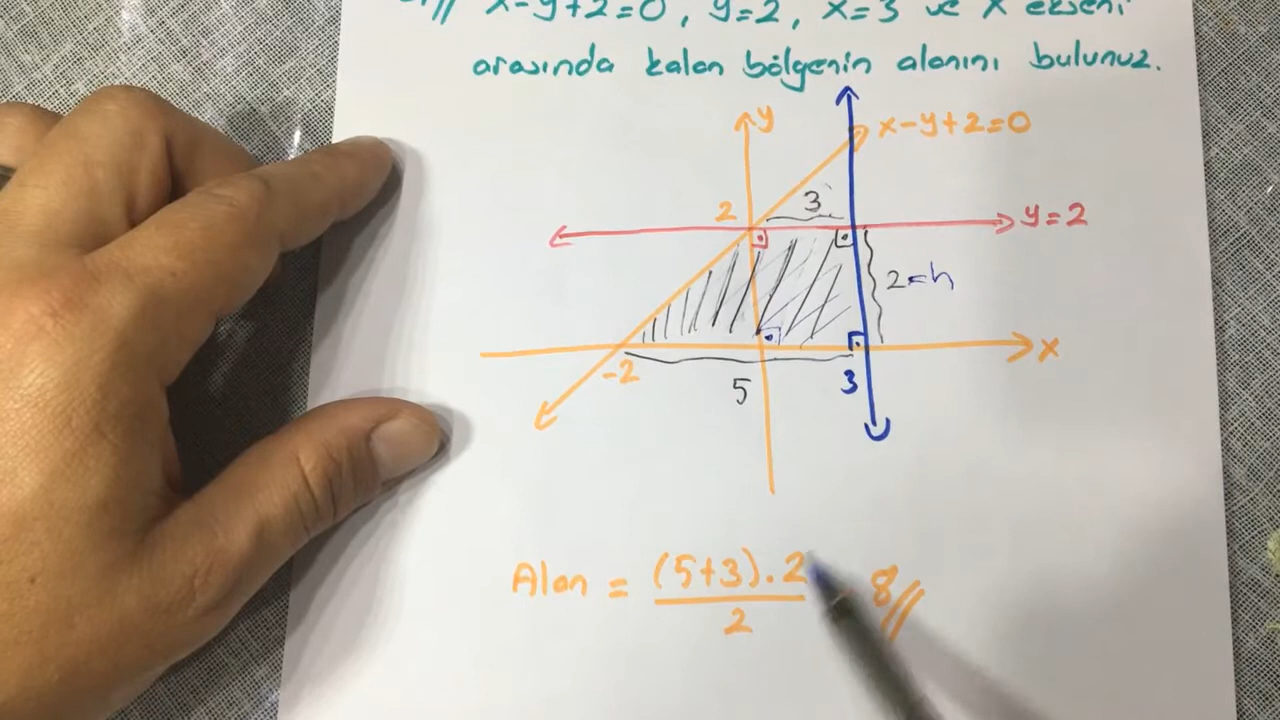 x-y+2=0, y=2, x=3 ve x ekseni
arasında kalan bölgenin alanını bulunuz.
y
x-y+2=0
3
2
y=2
2=h
x
-2
5
3
Alan = (5+3).2 / 2 = 8//